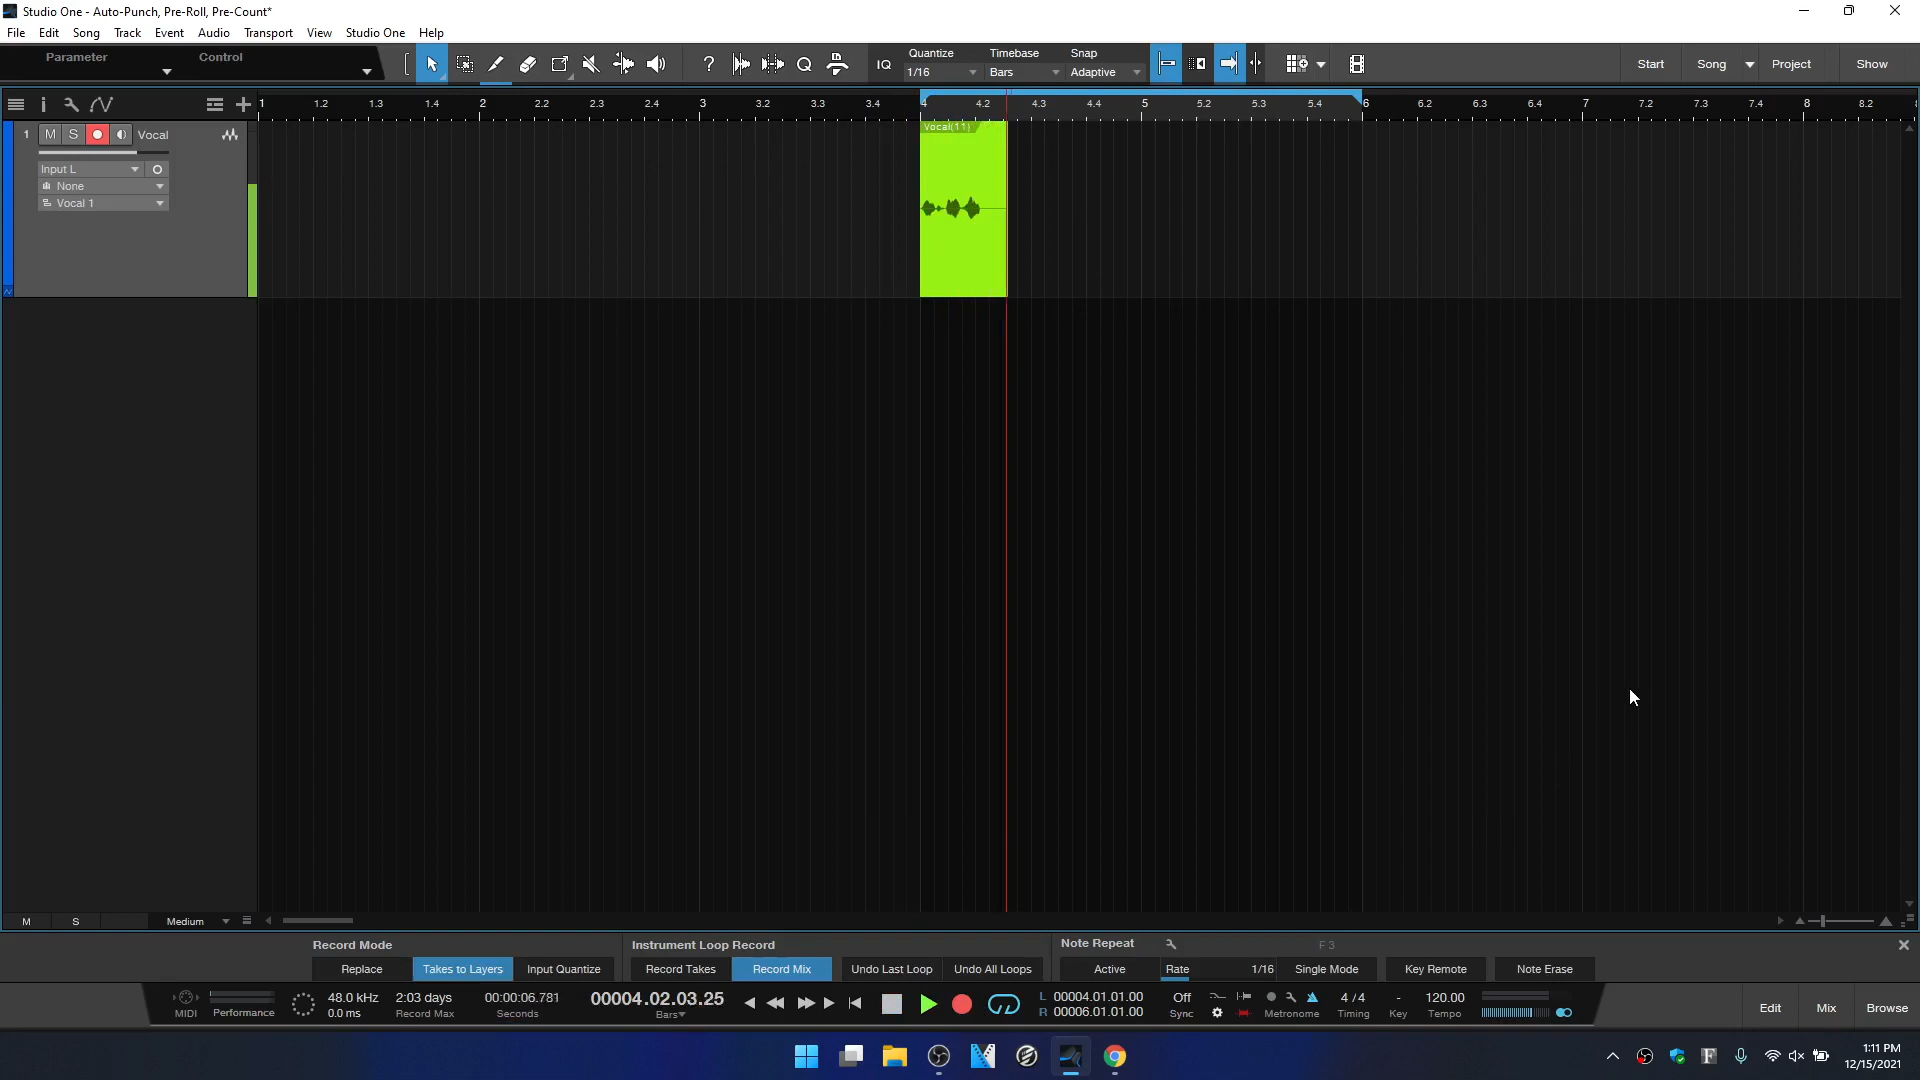 Studio One - Auto-Punch, Pre-Roll, Pre-Count*
File Edit Song Track Event Audio Transport View Studio One Help
Parameter Control
IQ Quantize 1/16 Timebase Bars Snap Adaptive
Start Song Project Show
1 1.2 1.3 1.4 2 2.2 2.3 2.4 3 3.2 3.3 3.4 4 4.2 4.3 4.4 5 5.2 5.3 5.4 6 6.2 6.3 6.4 7 7.2 7.3 7.4 8 8.2
1 M S Vocal
Vocal(11)
Input L
None
Vocal 1
M S Medium
Record Mode Instrument Loop Record Note Repeat F3
Replace Takes to Layers Input Quantize Record Takes Record Mix Undo Last Loop Undo All Loops Active Rate 1/16 Single Mode Key Remote Note Erase
48.0 kHz 2:03 days 00:00:06.781 00004.02.03.25 L 00004.01.01.00 Off 4 / 4 - 120.00
MIDI Performance 0.0 ms Record Max Seconds Bars R 00006.01.01.00 Sync Metronome Timing Key Tempo
Edit Mix Browse
1:11 PM
12/15/2021